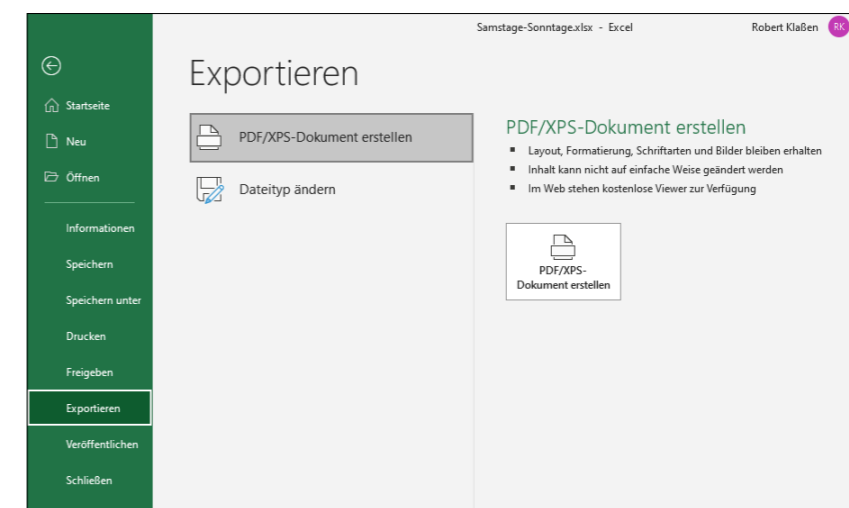 Samstage-Sonntage.xlsx - Excel
Robert Klaßen
RK
Startseite
Neu
Öffnen
Informationen
Speichern
Speichern unter
Drucken
Freigeben
Exportieren
Veröffentlichen
Schließen
Exportieren
PDF/XPS-Dokument erstellen
Dateityp ändern
PDF/XPS-Dokument erstellen
Layout, Formatierung, Schriftarten und Bilder bleiben erhalten
Inhalt kann nicht auf einfache Weise geändert werden
Im Web stehen kostenlose Viewer zur Verfügung
PDF/XPS-
Dokument erstellen